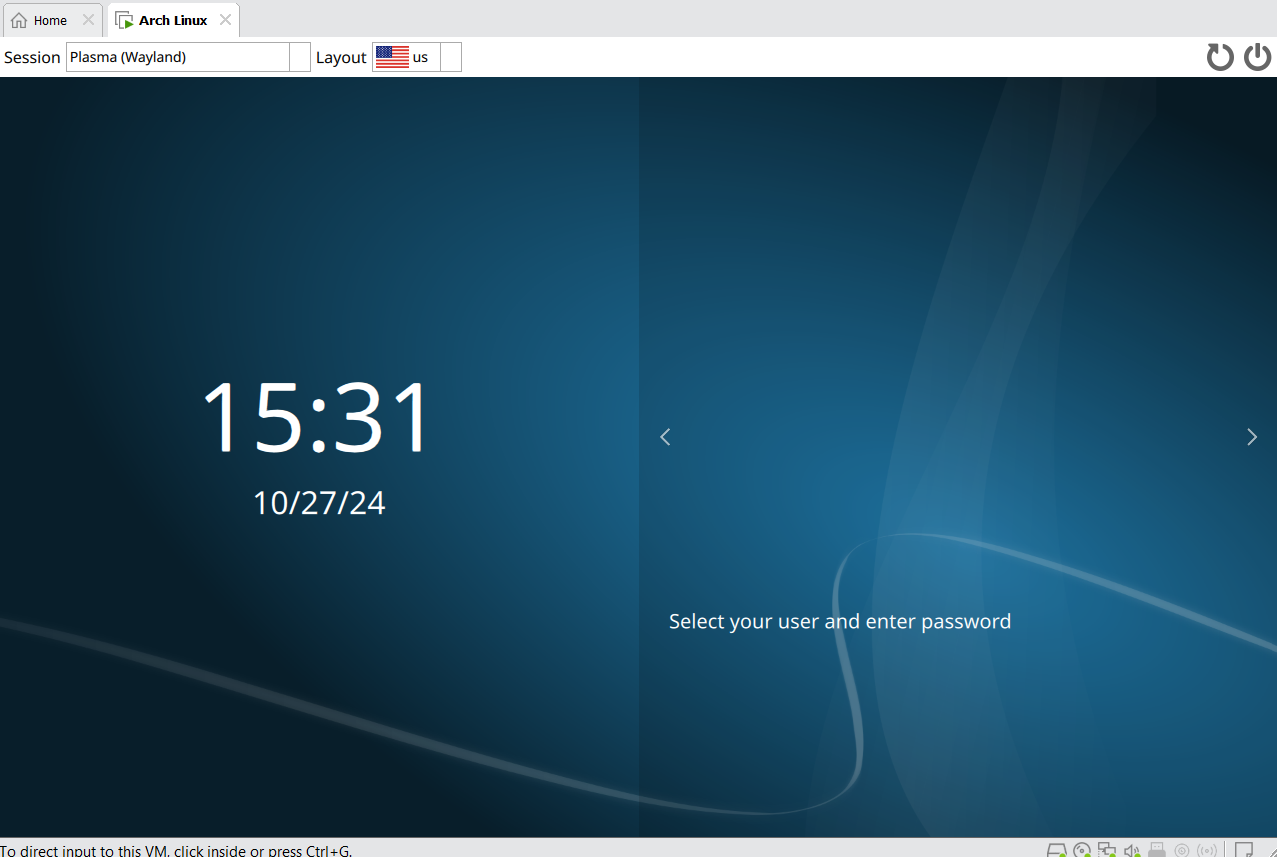 Home
Arch Linux
Session Plasma (Wayland) Layout us
15:31
10/27/24
Select your user and enter password
To direct input to this VM, click inside or press Ctrl+G.